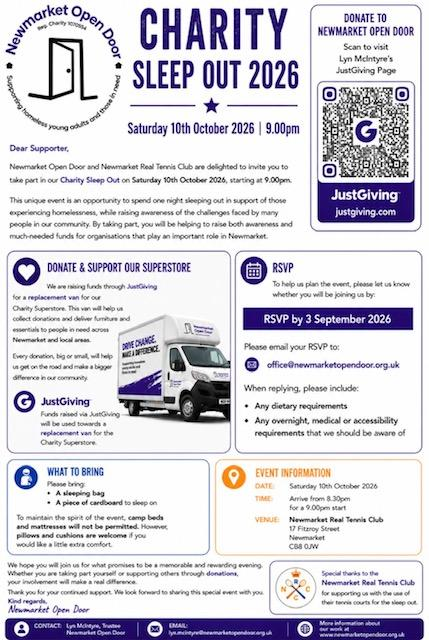 Newmarket Open Door
Reg. Charity 1070554
Supporting homeless young adults and those in need
CHARITY
SLEEP OUT 2026
Saturday 10th October 2026 | 9.00pm
DONATE TO
NEWMARKET OPEN DOOR
Scan to visit
Lyn McIntyre's
JustGiving Page
JustGiving
justgiving.com
Dear Supporter,
Newmarket Open Door and Newmarket Real Tennis Club are delighted to invite you to
take part in our Charity Sleep Out on Saturday 10th October 2026, starting at 9.00pm.
This unique event is an opportunity to spend one night sleeping out in support of those
experiencing homelessness, while raising awareness of the challenges faced by many
people in our community. By taking part, you will be helping to raise both awareness and
much-needed funds for organisations that play an important role in Newmarket.
DONATE & SUPPORT OUR SUPERSTORE
We are raising funds through JustGiving
for a replacement van for our
Charity Superstore. This van will help us
collect donations and deliver furniture and
essentials to people in need across
Newmarket and local areas.
Every donation, big or small, will help
us get on the road and make a bigger
difference in our community.
JustGiving
Funds raised via JustGiving
will be used towards a
replacement van for the
Charity Superstore.
Newmarket
Open Door
DRIVE CHANGE.
MAKE A DIFFERENCE.
RSVP
To help us plan the event, please let us know
whether you will be joining us by:
RSVP by 3 September 2026
Please email your RSVP to:
office@newmarketopendoor.org.uk
When replying, please include:
• Any dietary requirements
• Any overnight, medical or accessibility
requirements that we should be aware of
WHAT TO BRING
Please bring:
• A sleeping bag
• A piece of cardboard to sleep on
To maintain the spirit of the event, camp beds
and mattresses will not be permitted. However,
pillows and cushions are welcome if you
would like a little extra comfort.
EVENT INFORMATION
DATE: Saturday 10th October 2026
TIME: Arrive from 8.30pm
for a 9.00pm start
VENUE: Newmarket Real Tennis Club
17 Fitzroy Street
Newmarket
CB8 0JW
We hope you will join us for what promises to be a memorable and rewarding evening.
Whether you are taking part yourself or supporting others through donations,
your involvement will make a real difference.
Thank you for your continued support. We look forward to sharing this special event with you.
Kind regards,
Newmarket Open Door
N R T C
Special thanks to the
Newmarket Real Tennis Club
for supporting us with the use of
their tennis courts for the sleep out.
CONTACT: Lyn McIntyre, Trustee
Newmarket Open Door
EMAIL:
lyn.mcintyre@newmarketopendoor.org.uk
More information about
our work at
www.newmarketopendoor.org.uk